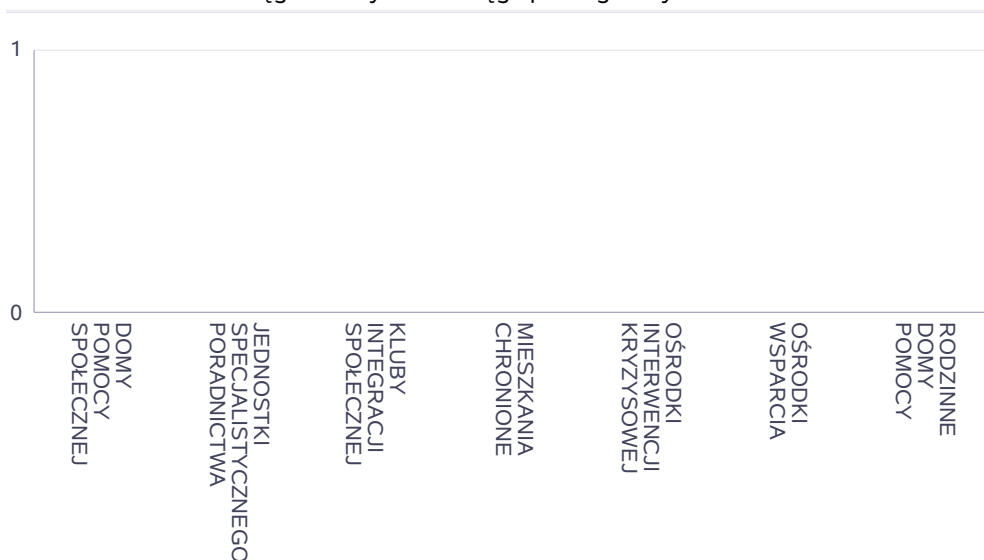 1
0
DOMY
POMOCY
SPOŁECZNEJ
JEDNOSTKI
SPECJALISTYCZNEGO
PORADNICTWA
KLUBY
INTEGRACJI
SPOŁECZNEJ
MIESZKANIA
CHRONIONE
OŚRODKI
INTERWENCJI
KRYZYSOWEJ
OŚRODKI
WSPARCIA
RODZINNE
DOMY
POMOCY